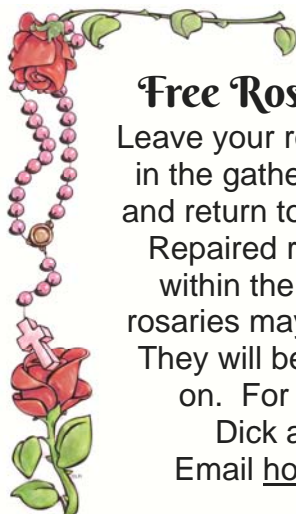 Free Ros
Leave your r
in the gathe
and return to
Repaired r
within the
rosaries may
They will be
on. For
Dick a
Email ho